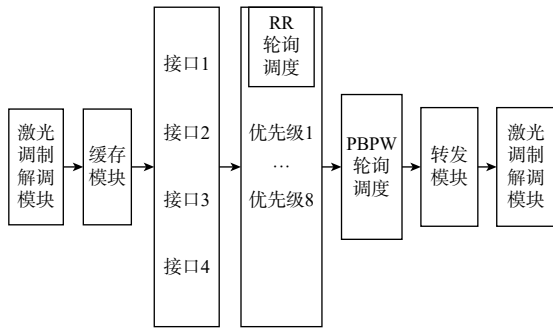 激光
调制
解调
模块
缓存
模块
接口1
接口2
接口3
接口4
RR
轮询
调度
优先级1
…
优先级8
PBPW
轮询
调度
转发
模块
激光
调制
解调
模块